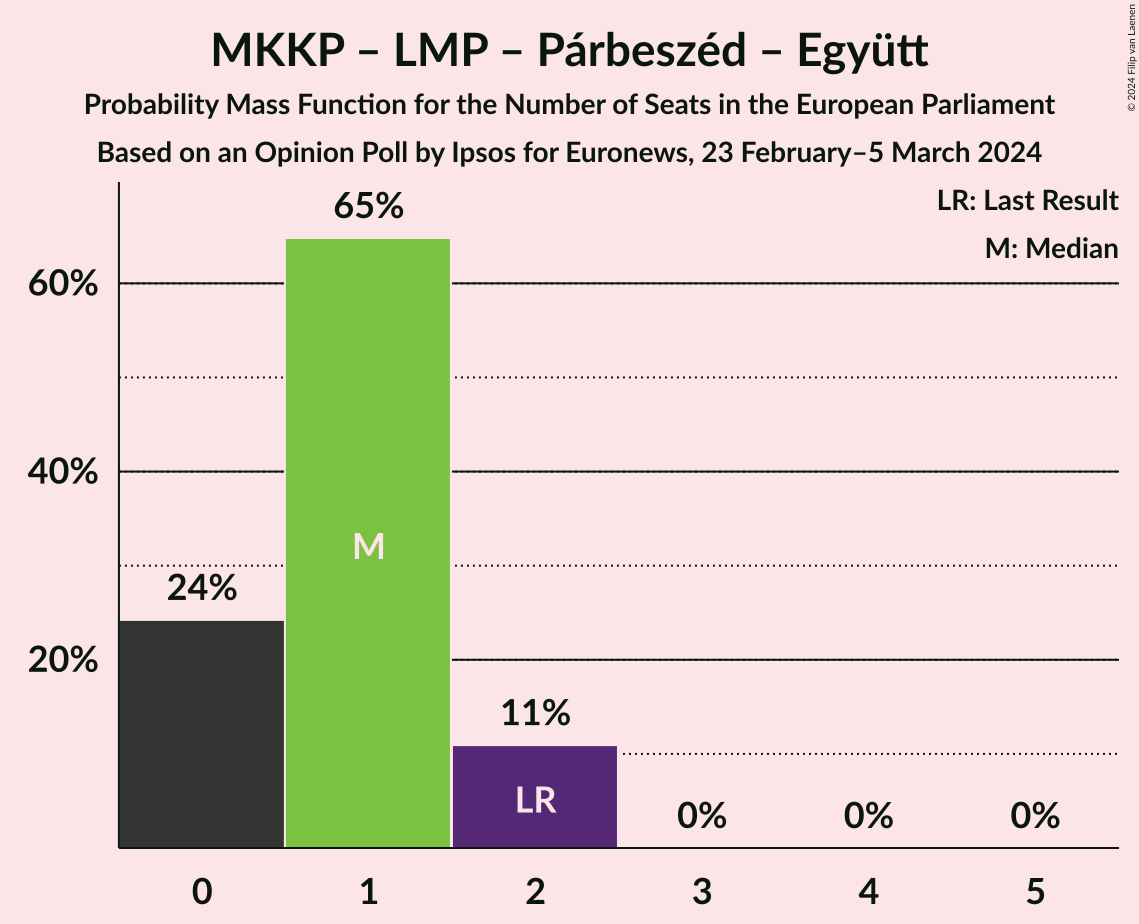 MKKP – LMP – Párbeszéd – Együtt
Probability Mass Function for the Number of Seats in the European Parliament
Based on an Opinion Poll by Ipsos for Euronews, 23 February–5 March 2024
© 2024 Filip van Laenen
LR: Last Result
M: Median
65%
60%
40%
M
24%
20%
11%
LR
0%
0%
0%
0
1
2
3
4
5